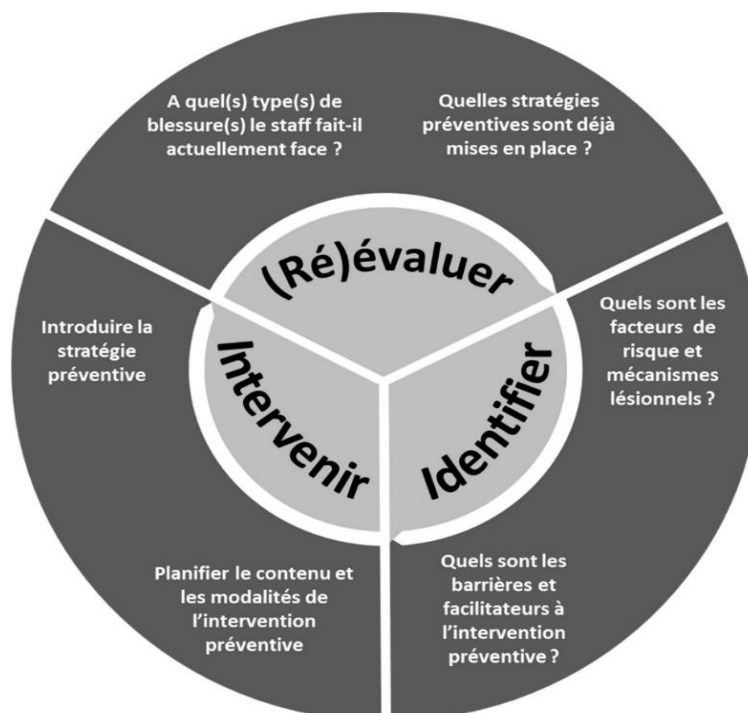 A quel(s) type(s) de
blessure(s) le staff fait-il
actuellement face ?
Quelles stratégies
préventives sont déjà
mises en place ?
(Ré)évaluer
Introduire la
stratégie
préventive
Intervenir
Identifier
Quels sont les
facteurs de
risque et
mécanismes
lésionnels ?
Planifier le contenu et
les modalités de
l’intervention
préventive
Quels sont les
barrières et
facilitateurs à
l’intervention
préventive ?